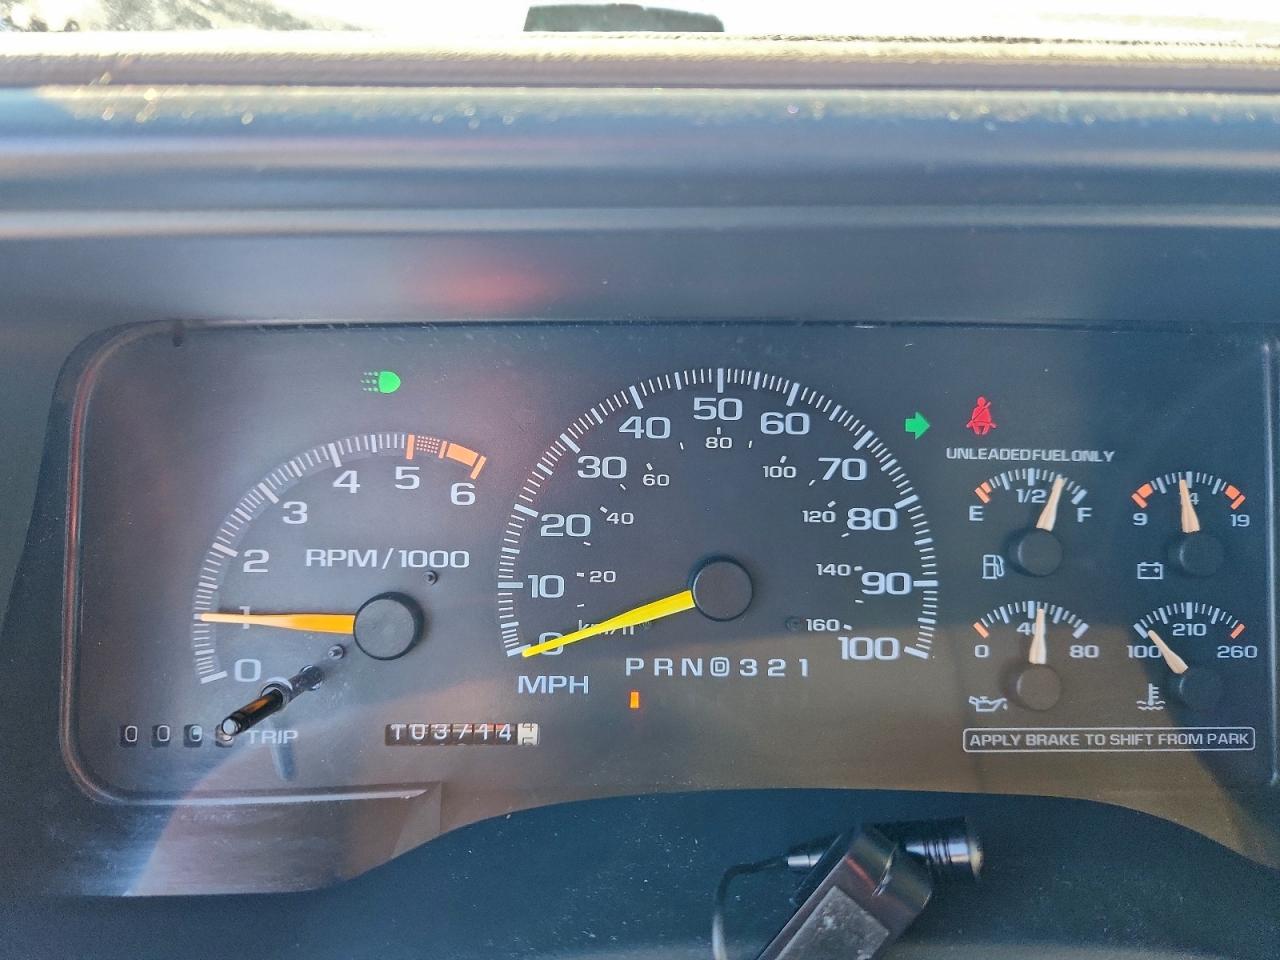 0 1 2 3 4 5 6
RPM/1000
0 10 20 30 40 50 60 70 80 90 100
20 40 60 80 100 120 140 160
km/h
MPH
PRND321
TRIP
UNLEADED FUEL ONLY
E 1/2 F
9 19
0 40 80
100 210 260
APPLY BRAKE TO SHIFT FROM PARK